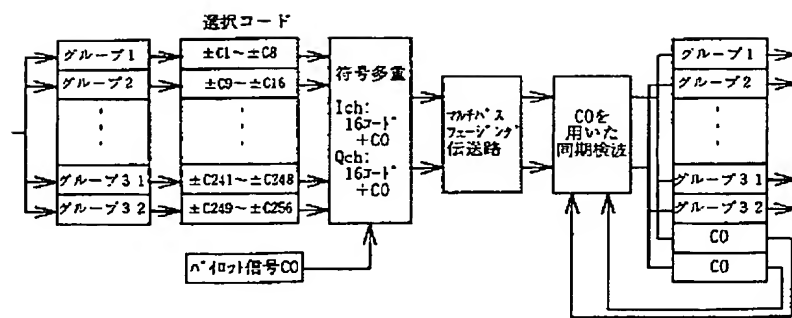 選択コード
グループ1
グループ2
グループ31
グループ32
±C1~±C8
±C9~±C16
±C241~±C248
±C249~±C256
符号多重
Ich:
16コード
+C0
Qch:
16コード
+C0
パイロット信号C0
マルチパス
フェージング
伝送路
C0を
用いた
同期検波
グループ1
グループ2
グループ31
グループ32
C0
C0